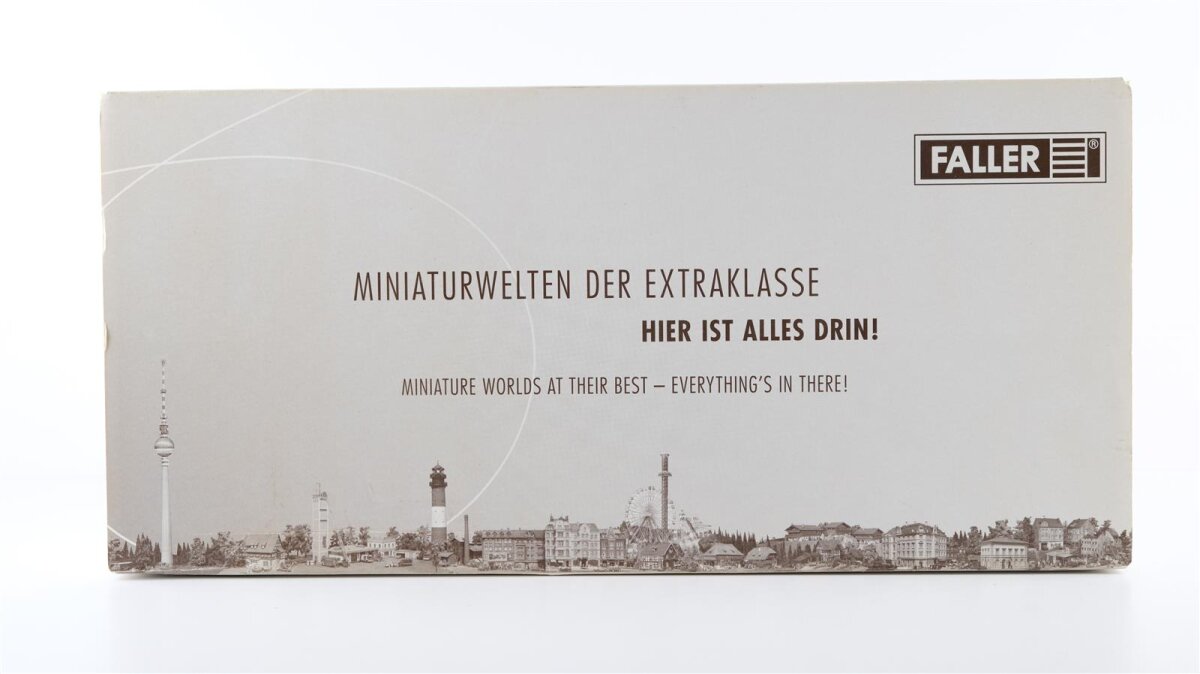 FALLER®
MINIATURWELTEN DER EXTRAKLASSE
HIER IST ALLES DRIN!
MINIATURE WORLDS AT THEIR BEST – EVERYTHING'S IN THERE!